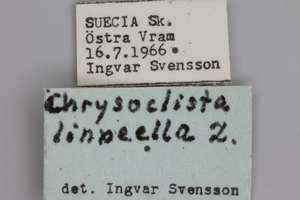 SUECIA Sk.
Östra Vram
16.7.1966
Ingvar Svensson
Chrysoclista
linneella Z.
det. Ingvar Svensson